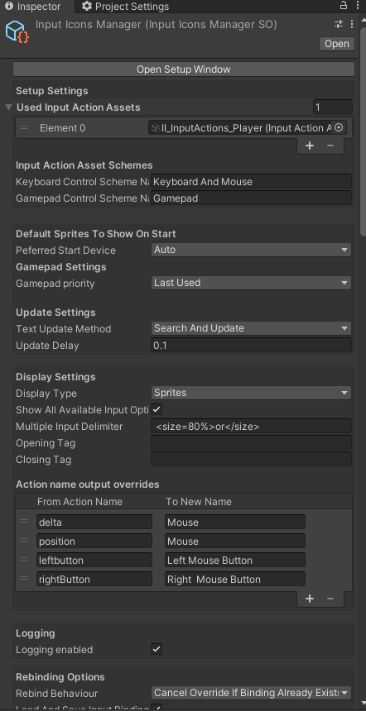 Inspector
Project Settings
Input Icons Manager (Input Icons Manager SO)
Open
Open Setup Window
Setup Settings
Used Input Action Assets 1
Element 0 II_InputActions_Player (Input Action A
Input Action Asset Schemes
Keyboard Control Scheme Na Keyboard And Mouse
Gamepad Control Scheme Na Gamepad
Default Sprites To Show On Start
Peferred Start Device Auto
Gamepad Settings
Gamepad priority Last Used
Update Settings
Text Update Method Search And Update
Update Delay 0.1
Display Settings
Display Type Sprites
Show All Available Input Opti
Multiple Input Delimiter <size=80%>or</size>
Opening Tag
Closing Tag
Action name output overrides
From Action Name To New Name
delta Mouse
position Mouse
leftbutton Left Mouse Button
rightButton Right Mouse Button
Logging
Logging enabled
Rebinding Options
Rebind Behaviour Cancel Override If Binding Already Exists
Load And Save Input Binding